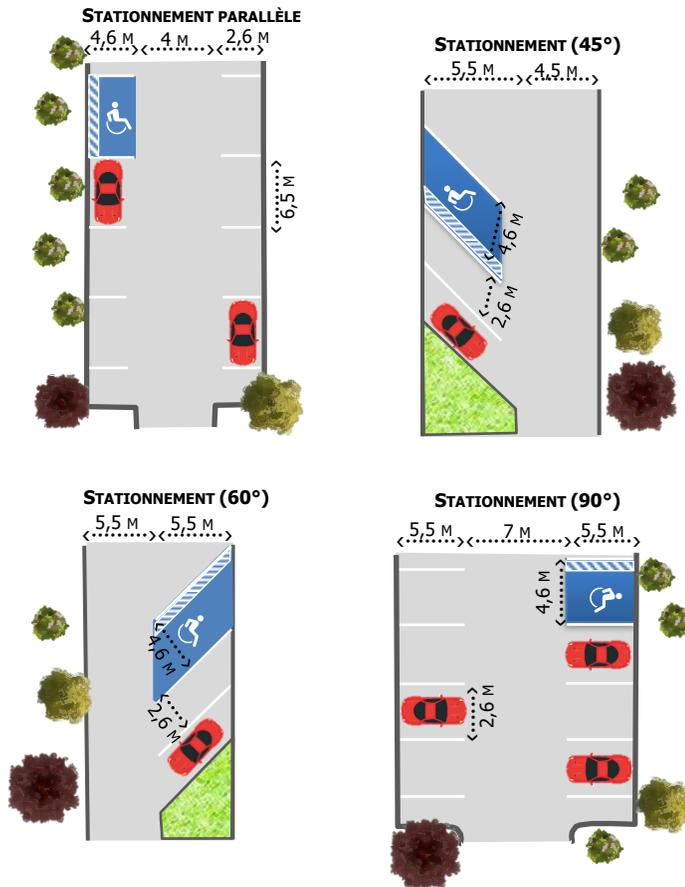 STATIONNEMENT PARALLÈLE
4,6 M
4 M
2,6 M
6,5 M
STATIONNEMENT (45°)
5,5 M
4,5 M
4,6 M
2,6 M
STATIONNEMENT (60°)
5,5 M
5,5 M
4,6 M
2,6 M
STATIONNEMENT (90°)
5,5 M
7 M
5,5 M
4,6 M
2,6 M